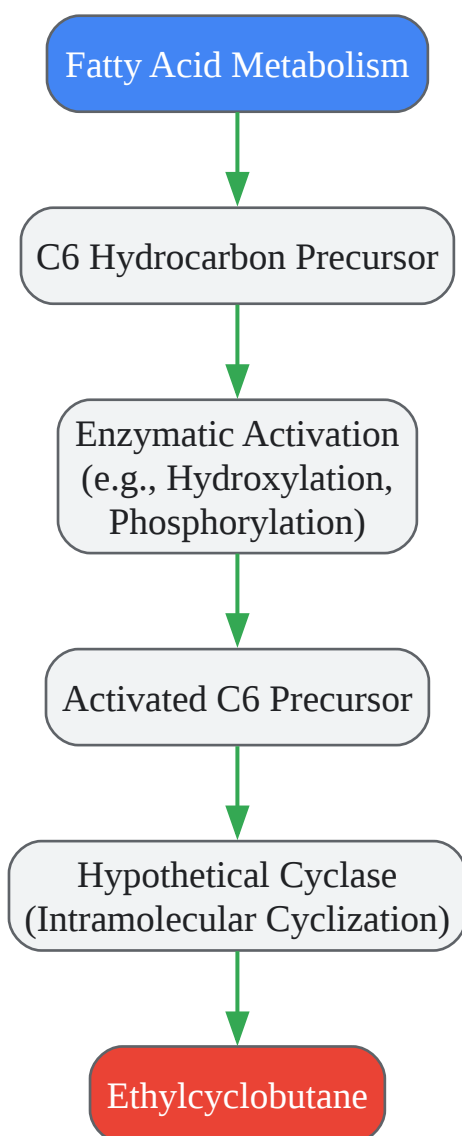 Fatty Acid Metabolism
C6 Hydrocarbon Precursor
Enzymatic Activation
(e.g., Hydroxylation,
Phosphorylation)
Activated C6 Precursor
Hypothetical Cyclase
(Intramolecular Cyclization)
Ethylcyclobutane